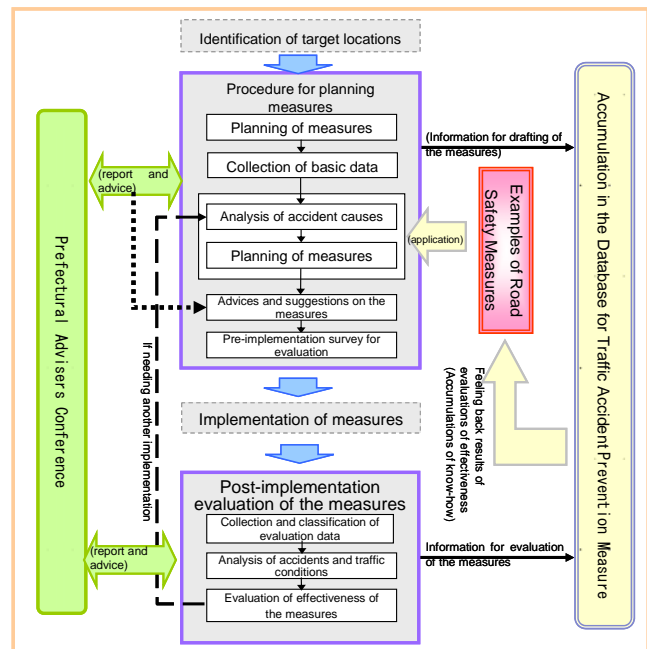 Identification of target locations
Procedure for planning
measures
Planning of measures
Collection of basic data
Analysis of accident causes
Planning of measures
Advices and suggestions on the
measures
Pre-implementation survey for
evaluation
(Information for drafting of
the measures)
(report and
advice)
(application)
Examples of Road
Safety Measures
Accumulation in the Database for Traffic Accident Prevention Measure
Prefectural Advisers Conference
If needing another implementation
Implementation of measures
Feeling back results of
evaluations of effectiveness
(Accumulations of know-how)
Post-implementation
evaluation of the measures
Collection and classification of
evaluation data
Analysis of accidents and traffic
conditions
Evaluation of effectiveness of
the measures
(report and
advice)
Information for evaluation
of the measures